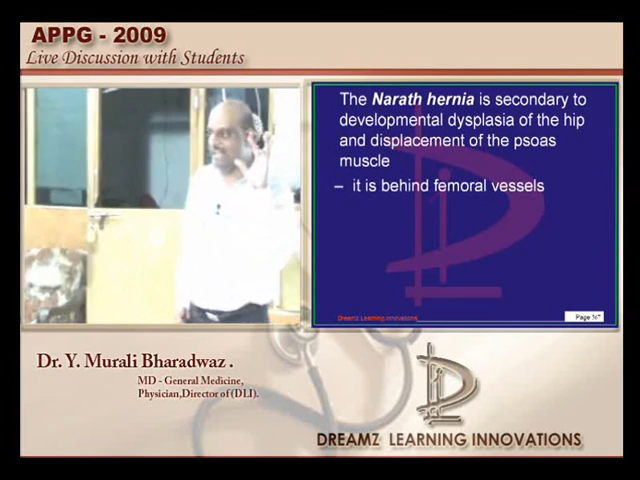 APPG - 2009
Live Discussion with Students
The Narath hernia is secondary to
developmental dysplasia of the hip
and displacement of the psoas
muscle
– it is behind femoral vessels
Dreamz Learning Innovations
Page 567
Dr. Y. Murali Bharadwaz .
MD - General Medicine,
Physician,Director of (DLI).
DREAMZ LEARNING INNOVATIONS